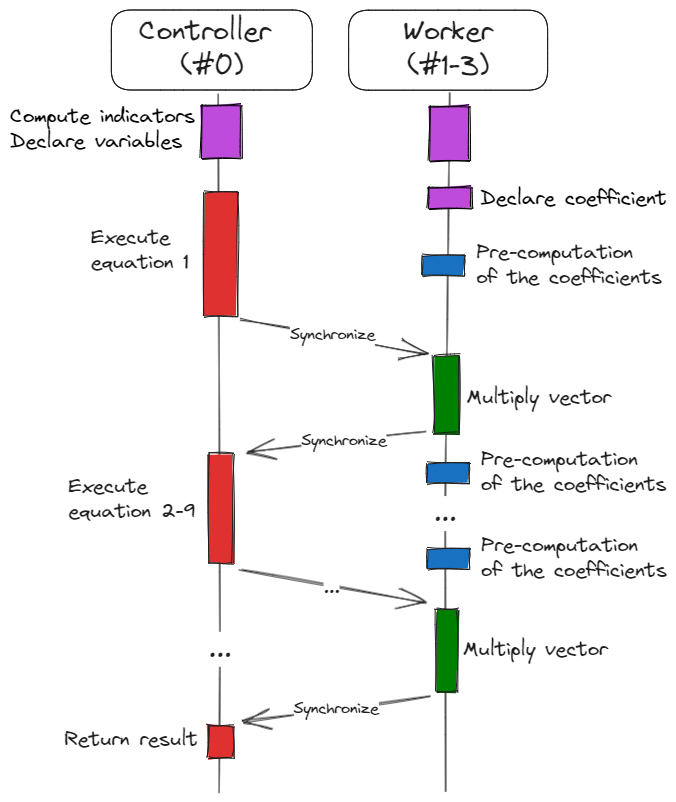 Controller
(#0)
Worker
(#1-3)
Compute indicators
Declare variables
Declare coefficient
Execute
equation 1
Pre-computation
of the coefficients
Synchronize
Multiply vector
Synchronize
Execute
equation 2-9
Pre-computation
of the coefficients
...
Pre-computation
of the coefficients
...
...
Multiply vector
Synchronize
Return result